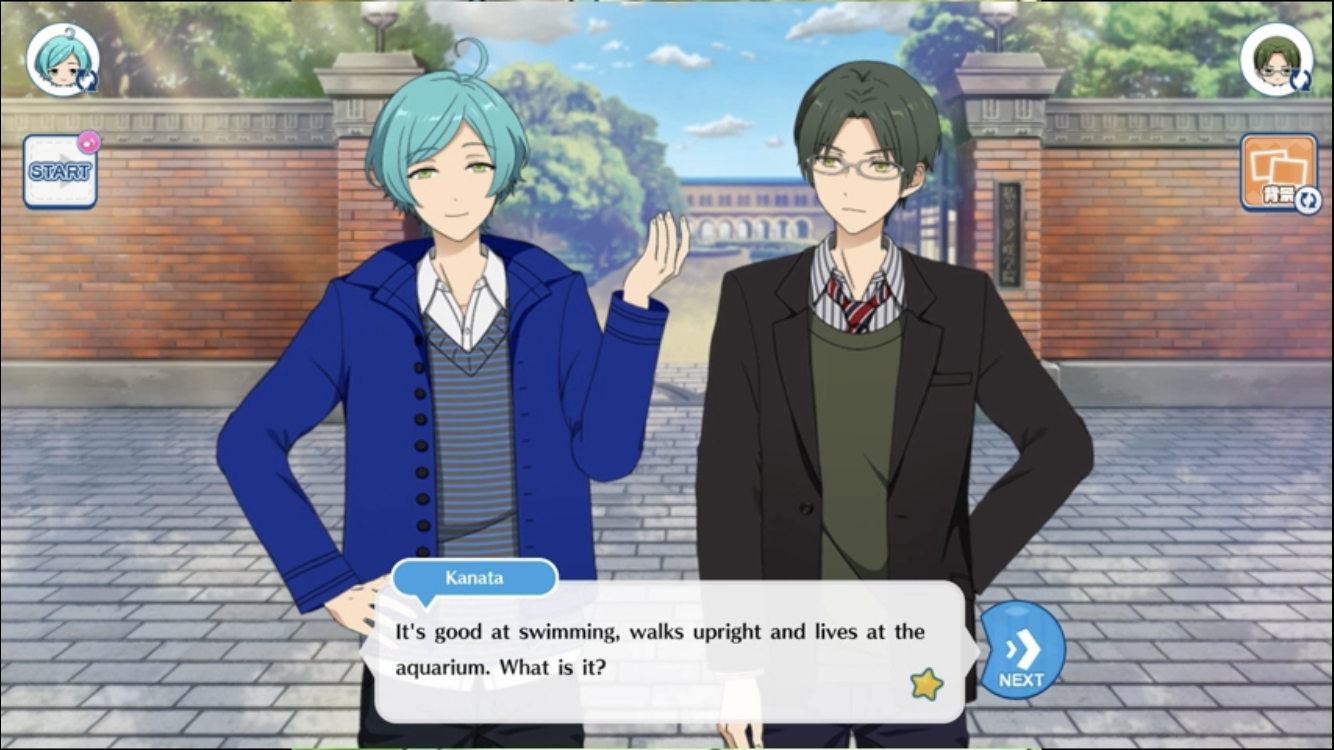 START
背景
Kanata
It's good at swimming, walks upright and lives at the
aquarium. What is it?
NEXT